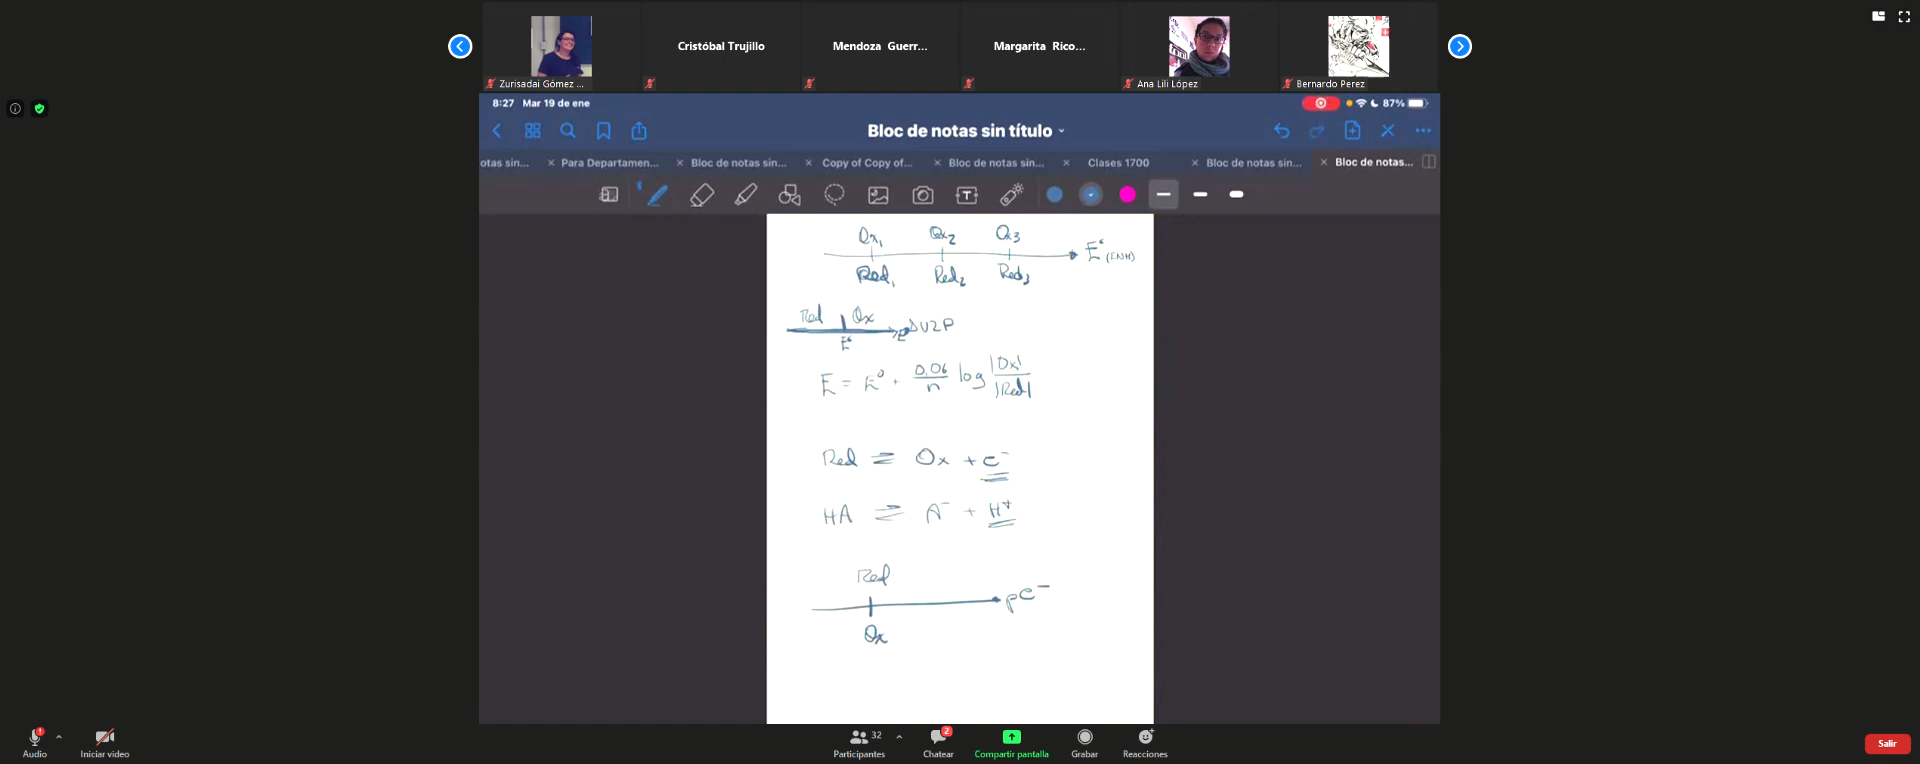 Cristóbal Trujillo
Mendoza Guerr...
Margarita Rico...
Zurisadai Gómez ...
Ana Lili López
Bernardo Perez
8:27 Mar 19 de ene
87%
Bloc de notas sin título
otas sin...
Para Departamen...
Bloc de notas sin...
Copy of Copy of...
Bloc de notas sin...
Clases 1700
Bloc de notas sin...
Bloc de notas...
Ox1 Ox2 Ox3
E° (ENH)
Red1 Red2 Red3
Red Ox
DUZP
E°
E = E° + 0.06/n log |Ox|/|Red|
Red ⇌ Ox + e⁻
HA ⇌ A⁻ + H⁺
Red
pe⁻
Ox
Audio
Iniciar video
Participantes 32
Chatear 2
Compartir pantalla
Grabar
Reacciones
Salir